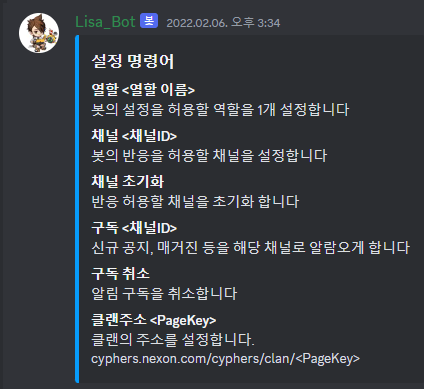 Lisa_Bot 봇 2022.02.06. 오후 3:34
설정 명령어
열할 <열할 이름>
봇의 설정을 허용할 역할을 1개 설정합니다
채널 <채널ID>
봇의 반응을 허용할 채널을 설정합니다
채널 초기화
반응 허용할 채널을 초기화 합니다
구독 <채널ID>
신규 공지, 매거진 등을 해당 채널로 알람오게 합니다
구독 취소
알림 구독을 취소합니다
클랜주소 <PageKey>
클랜의 주소를 설정합니다.
cyphers.nexon.com/cyphers/clan/<PageKey>